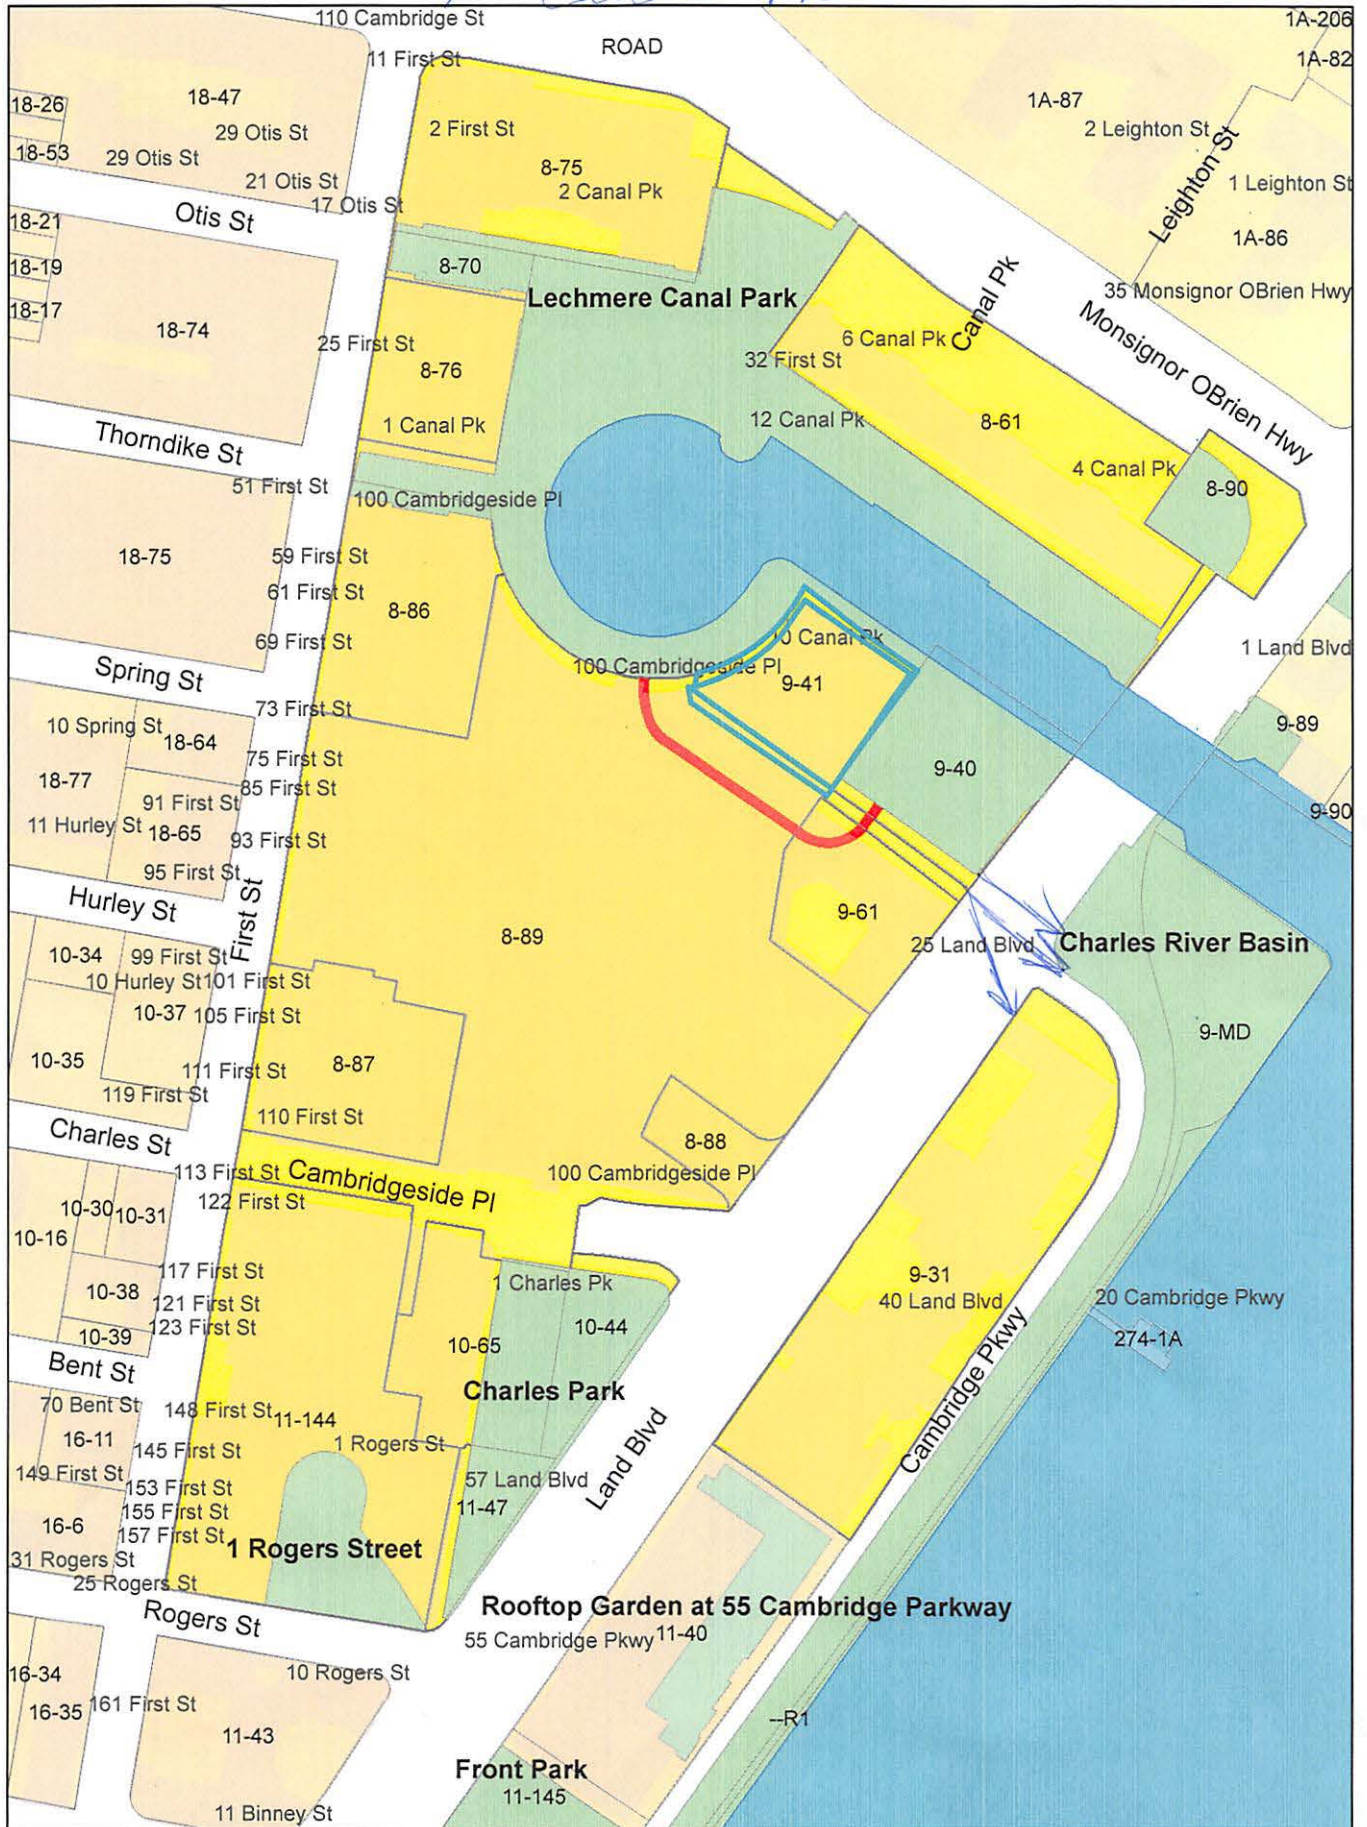 110 Cambridge St
1A-206
11 First St
ROAD
1A-82
18-47
1A-87
18-26
2 First St
2 Leighton St
29 Otis St
18-53
29 Otis St
8-75
Leighton St
21 Otis St
2 Canal Pk
1 Leighton St
17 Otis St
Otis St
18-21
1A-86
18-19
8-70
Canal Pk
35 Monsignor OBrien Hwy
Lechmere Canal Park
18-17
18-74
25 First St
6 Canal Pk
Monsignor OBrien Hwy
32 First St
8-76
1 Canal Pk
12 Canal Pk
8-61
Thorndike St
4 Canal Pk
51 First St
8-90
100 Cambridgeside Pl
18-75
59 First St
61 First St
8-86
69 First St
0 Canal Pk
1 Land Blvd
Spring St
100 Cambridgeside Pl
9-41
73 First St
10 Spring St
18-64
9-89
75 First St
18-77
85 First St
9-40
91 First St
11 Hurley St
18-65
93 First St
9-90
95 First St
Hurley St
First St
9-61
8-89
10-34
99 First St
25 Land Blvd
Charles River Basin
10 Hurley St
101 First St
10-37
105 First St
9-MD
10-35
111 First St
8-87
119 First St
110 First St
Charles St
8-88
113 First St
Cambridgeside Pl
100 Cambridgeside Pl
122 First St
10-30
10-31
10-16
117 First St
1 Charles Pk
9-31
10-38
121 First St
40 Land Blvd
20 Cambridge Pkwy
123 First St
10-44
10-39
10-65
274-1A
Bent St
Cambridge Pkwy
Charles Park
70 Bent St
148 First St
11-144
16-11
145 First St
1 Rogers St
Land Blvd
149 First St
57 Land Blvd
153 First St
155 First St
11-47
16-6
157 First St
1 Rogers Street
31 Rogers St
25 Rogers St
Rogers St
Rooftop Garden at 55 Cambridge Parkway
55 Cambridge Pkwy
11-40
16-34
10 Rogers St
16-35
161 First St
--R1
11-43
Front Park
11-145
11 Binney St